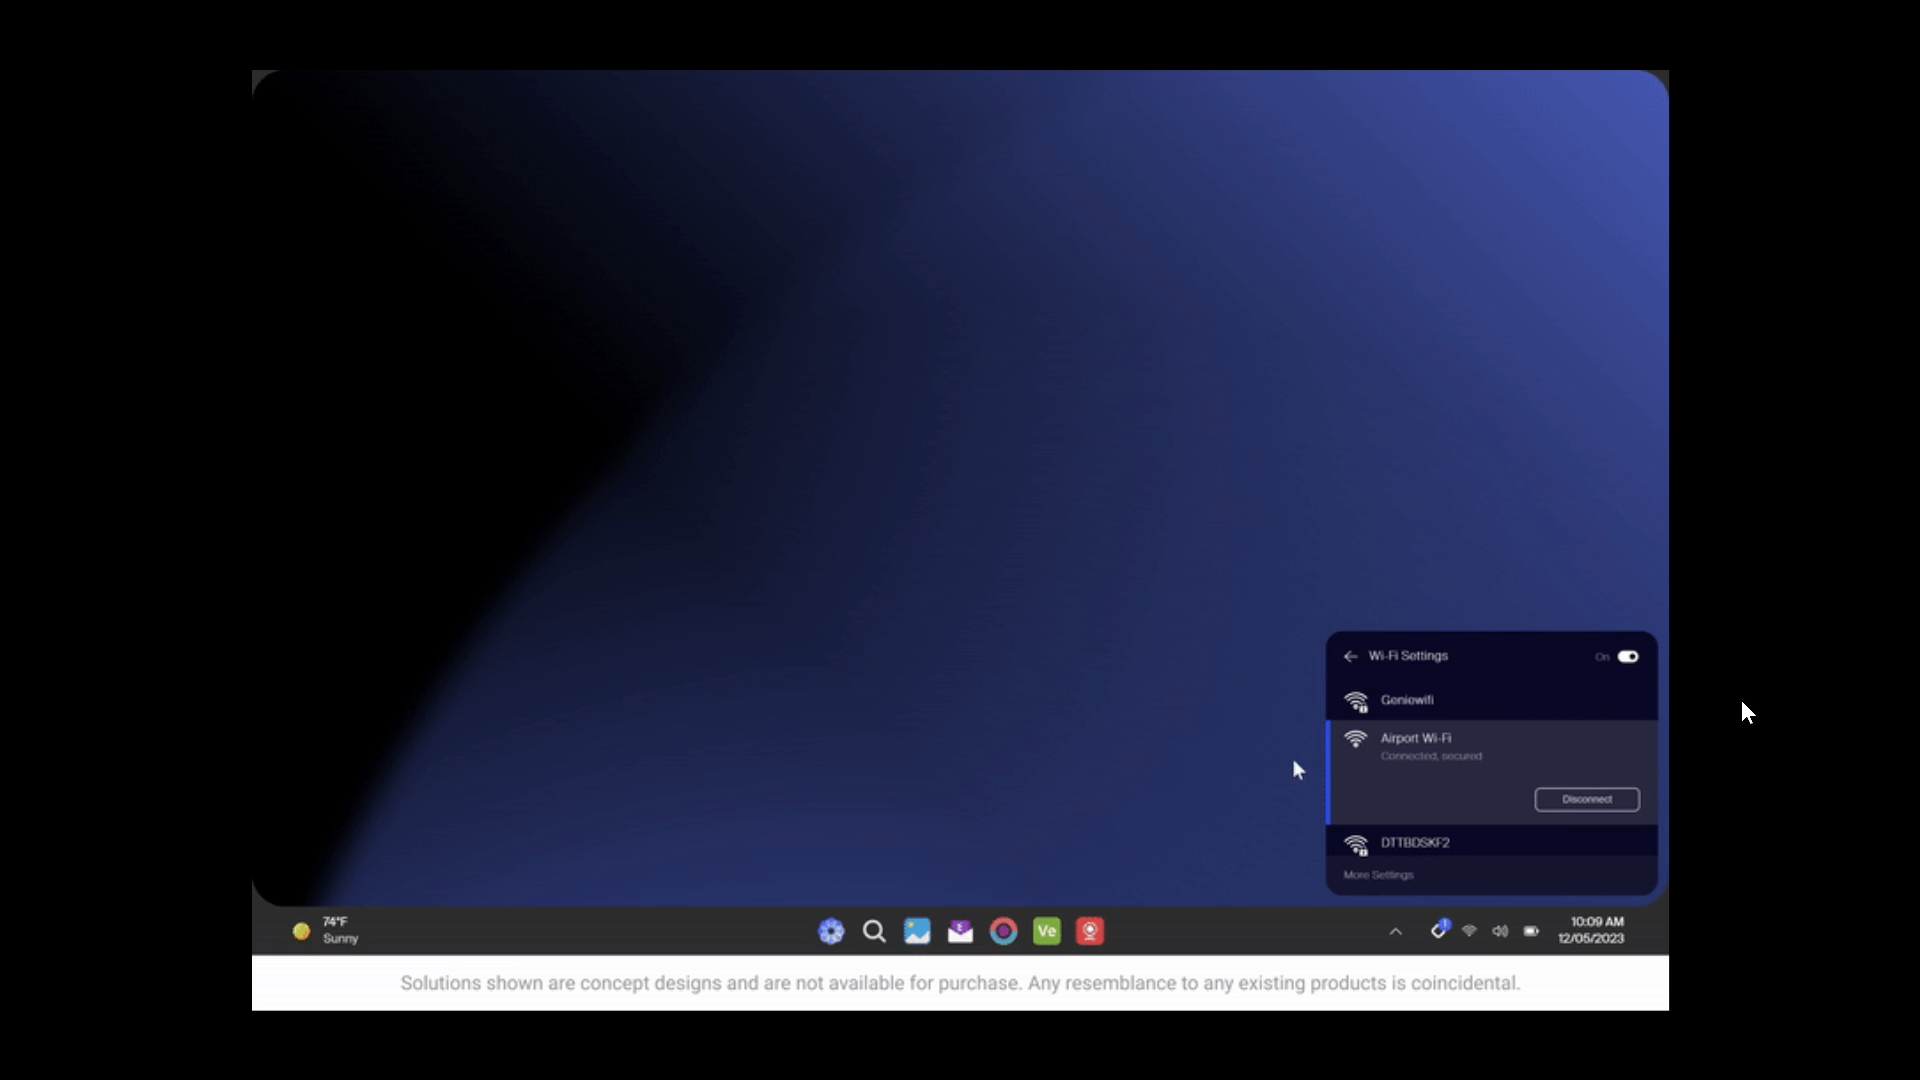 Wi-Fi Settings
On
Geniewifi
Airport Wi-Fi
Connected, secured
Disconnect
DTTBDSKF2
More Settings
74°F
Sunny
Ve
10:09 AM
12/05/2023
Solutions shown are concept designs and are not available for purchase. Any resemblance to any existing products is coincidental.